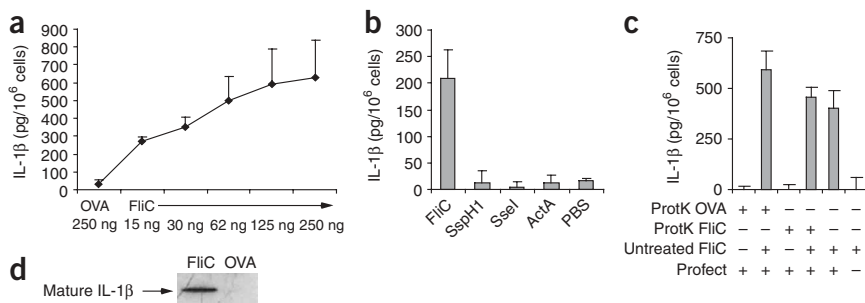 a
IL-1β (pg/10⁶ cells)
900
800
700
600
500
400
300
200
100
0
OVA FliC
250 ng 15 ng 30 ng 62 ng 125 ng 250 ng
b
IL-1β (pg/10⁶ cells)
300
250
200
150
100
50
0
FliC SspH1 SseI ActA PBS
c
IL-1β (pg/10⁶ cells)
750
500
250
0
ProtK OVA + + – – – –
ProtK FliC – – + + – –
Untreated FliC – + – + + +
Profect + + + + + –
d
FliC OVA
Mature IL-1β